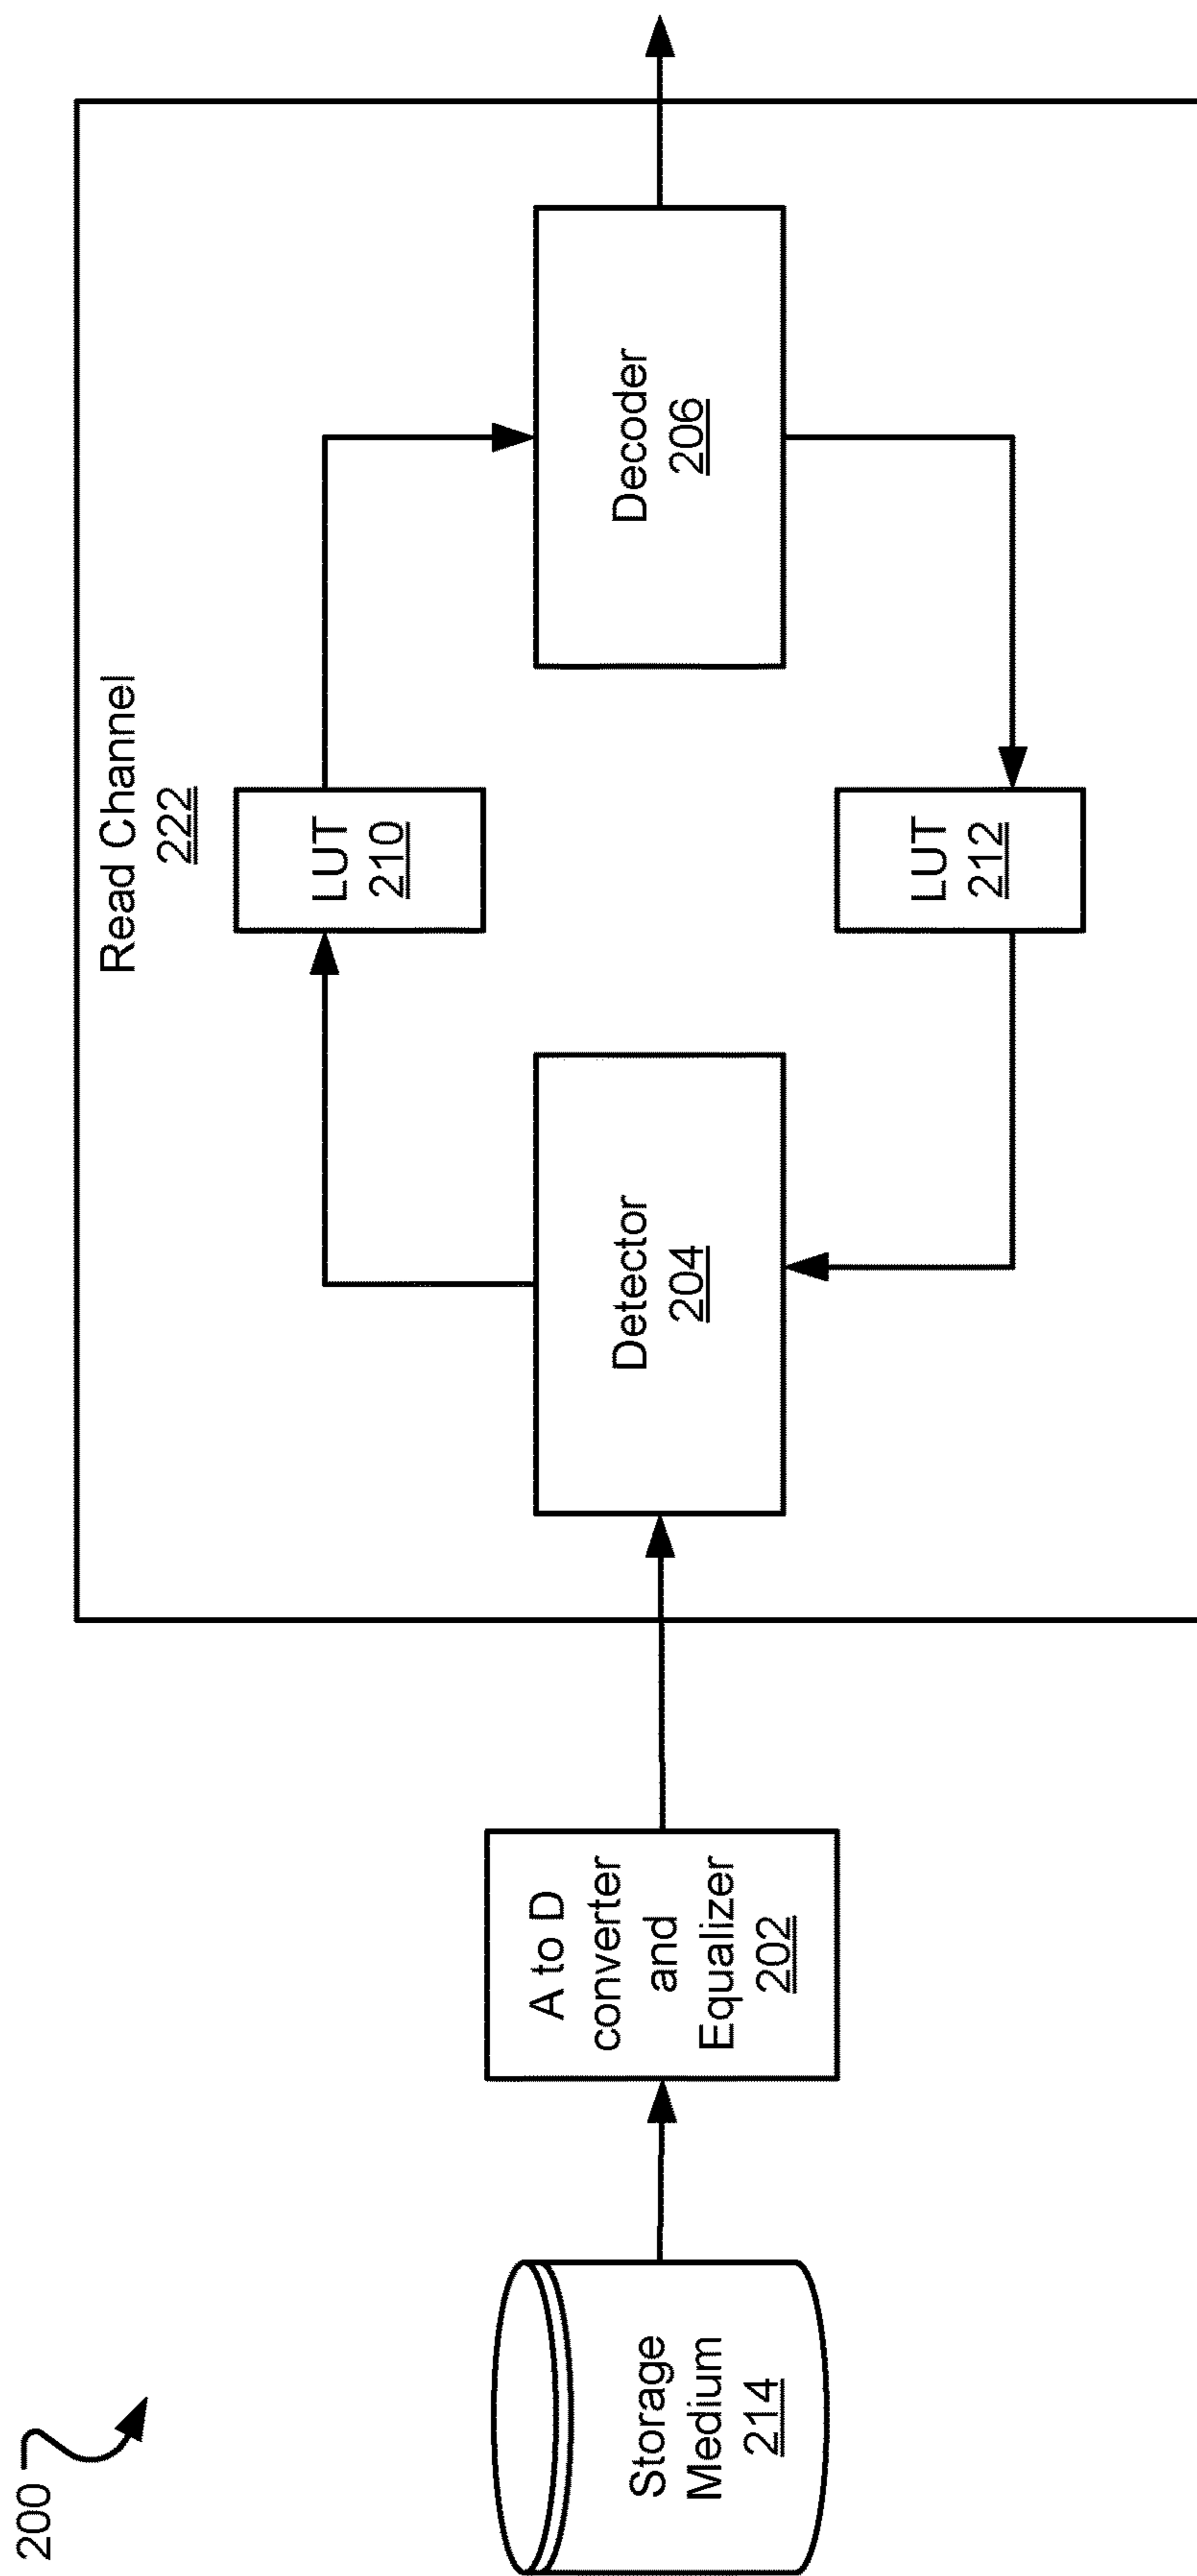 200
Read Channel
222
LUT
210
Storage
Medium
214
A to D
converter
and
Equalizer
202
Detector
204
Decoder
206
LUT
212